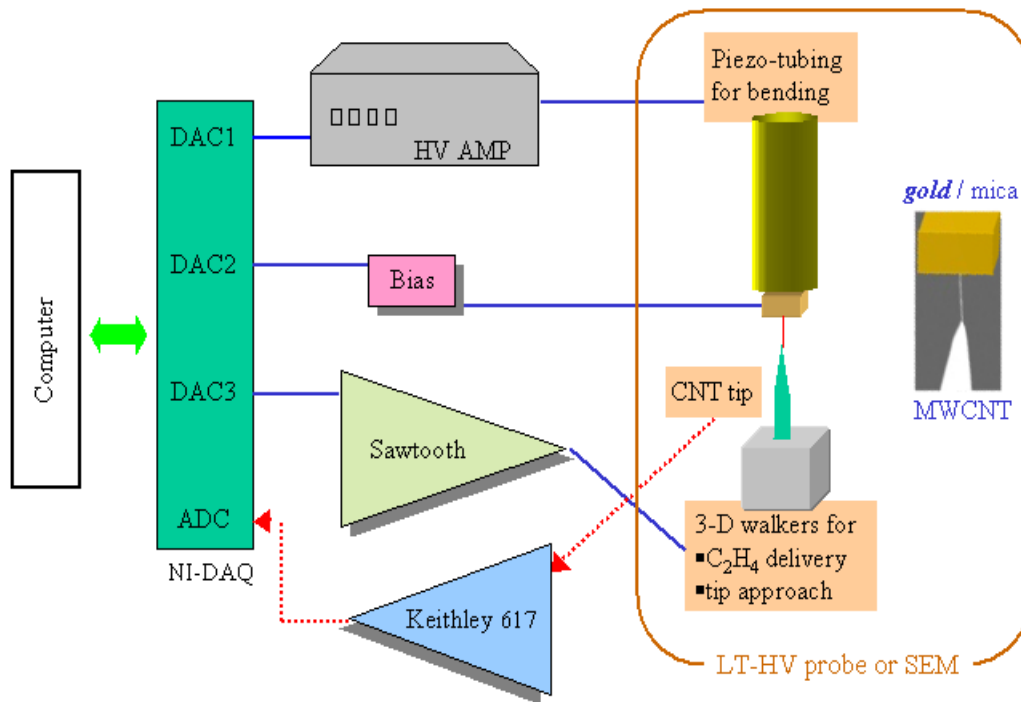 Piezo-tubing
for bending
DAC1
HV AMP
gold / mica
DAC2
Bias
Computer
DAC3
CNT tip
MWCNT
Sawtooth
ADC
3-D walkers for
▪C₂H₄ delivery
▪tip approach
NI-DAQ
Keithley 617
LT-HV probe or SEM